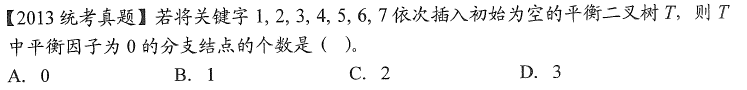 【2013 统考真题】若将关键字 1, 2, 3, 4, 5, 6, 7 依次插入初始为空的平衡二叉树 T，则 T
中平衡因子为 0 的分支结点的个数是（ ）。
A. 0 B. 1 C. 2 D. 3